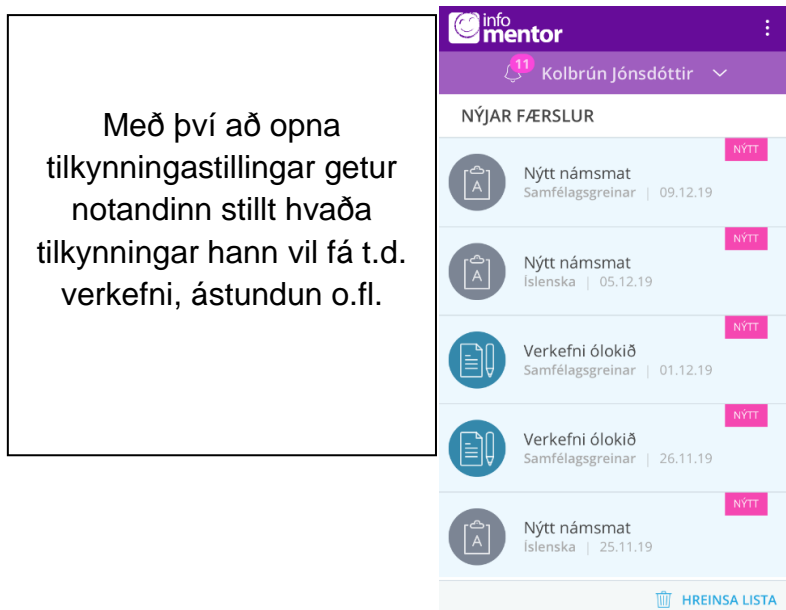 Með því að opna
tilkynningastillingar getur
notandinn stillt hvaða
tilkynningar hann vil fá t.d.
verkefni, ástundun o.fl.
info
mentor
11
Kolbrún Jónsdóttir
NÝJAR FÆRSLUR
NÝTT
A
Nýtt námsmat
Samfélagsgreinar | 09.12.19
NÝTT
A
Nýtt námsmat
Íslenska | 05.12.19
NÝTT
Verkefni ólokið
Samfélagsgreinar | 01.12.19
NÝTT
Verkefni ólokið
Samfélagsgreinar | 26.11.19
NÝTT
A
Nýtt námsmat
Íslenska | 25.11.19
HREINSA LISTA